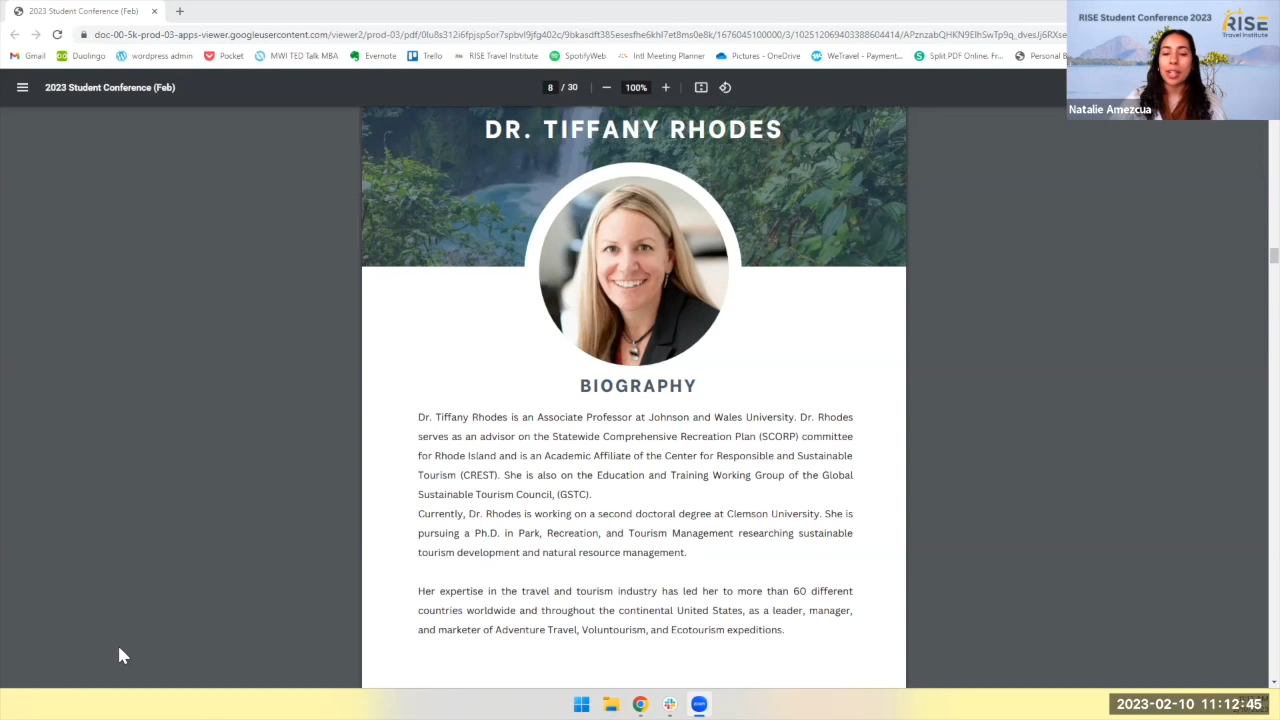 2023 Student Conference (Feb)
doc-00-5k-prod-03-apps-viewer.googleusercontent.com/viewer2/prod-03/pdf/
Gmail
Duolingo
wordpress admin
Pocket
MWI TED Talk MBA
Evernote
Trello
RISE Travel Institute
SpotifyWeb
Intl Meeting Planner
Pictures - OneDrive
WeTravel - Payment...
Split PDF Online. Fr...
Personal B
RISE Student Conference 2023
RISE
Travel Institute
Natalie Amezcua
2023 Student Conference (Feb)
8 / 30
100%
DR. TIFFANY RHODES
BIOGRAPHY
Dr. Tiffany Rhodes is an Associate Professor at Johnson and Wales University. Dr. Rhodes
serves as an advisor on the Statewide Comprehensive Recreation Plan (SCORP) committee
for Rhode Island and is an Academic Affiliate of the Center for Responsible and Sustainable
Tourism (CREST). She is also on the Education and Training Working Group of the Global
Sustainable Tourism Council, (GSTC).
Currently, Dr. Rhodes is working on a second doctoral degree at Clemson University. She is
pursuing a Ph.D. in Park, Recreation, and Tourism Management researching sustainable
tourism development and natural resource management.
Her expertise in the travel and tourism industry has led her to more than 60 different
countries worldwide and throughout the continental United States, as a leader, manager,
and marketer of Adventure Travel, Voluntourism, and Ecotourism expeditions.
zoom
2023-02-10 11:12:45